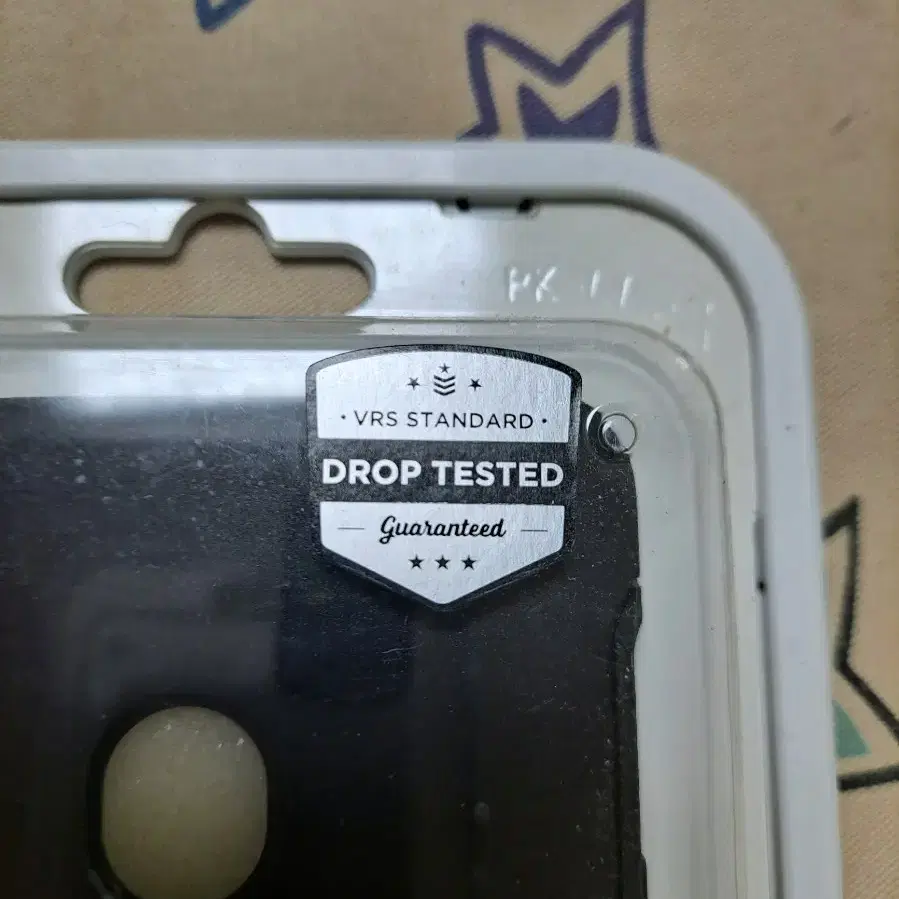 · VRS STANDARD ·
DROP TESTED
Guaranteed